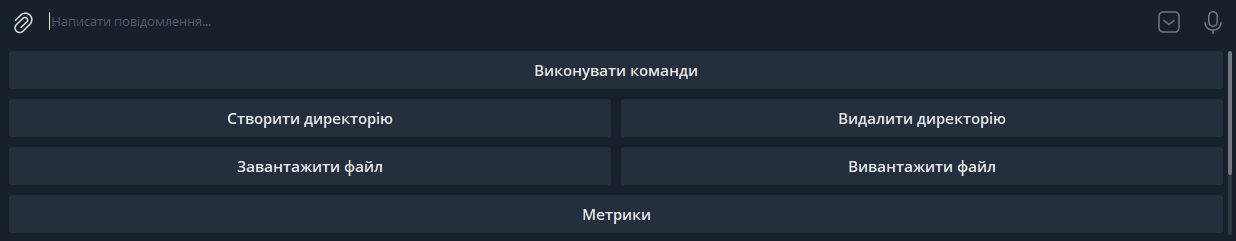 Написати повідомлення...
Виконувати команди
Створити директорію
Видалити директорію
Завантажити файл
Вивантажити файл
Метрики